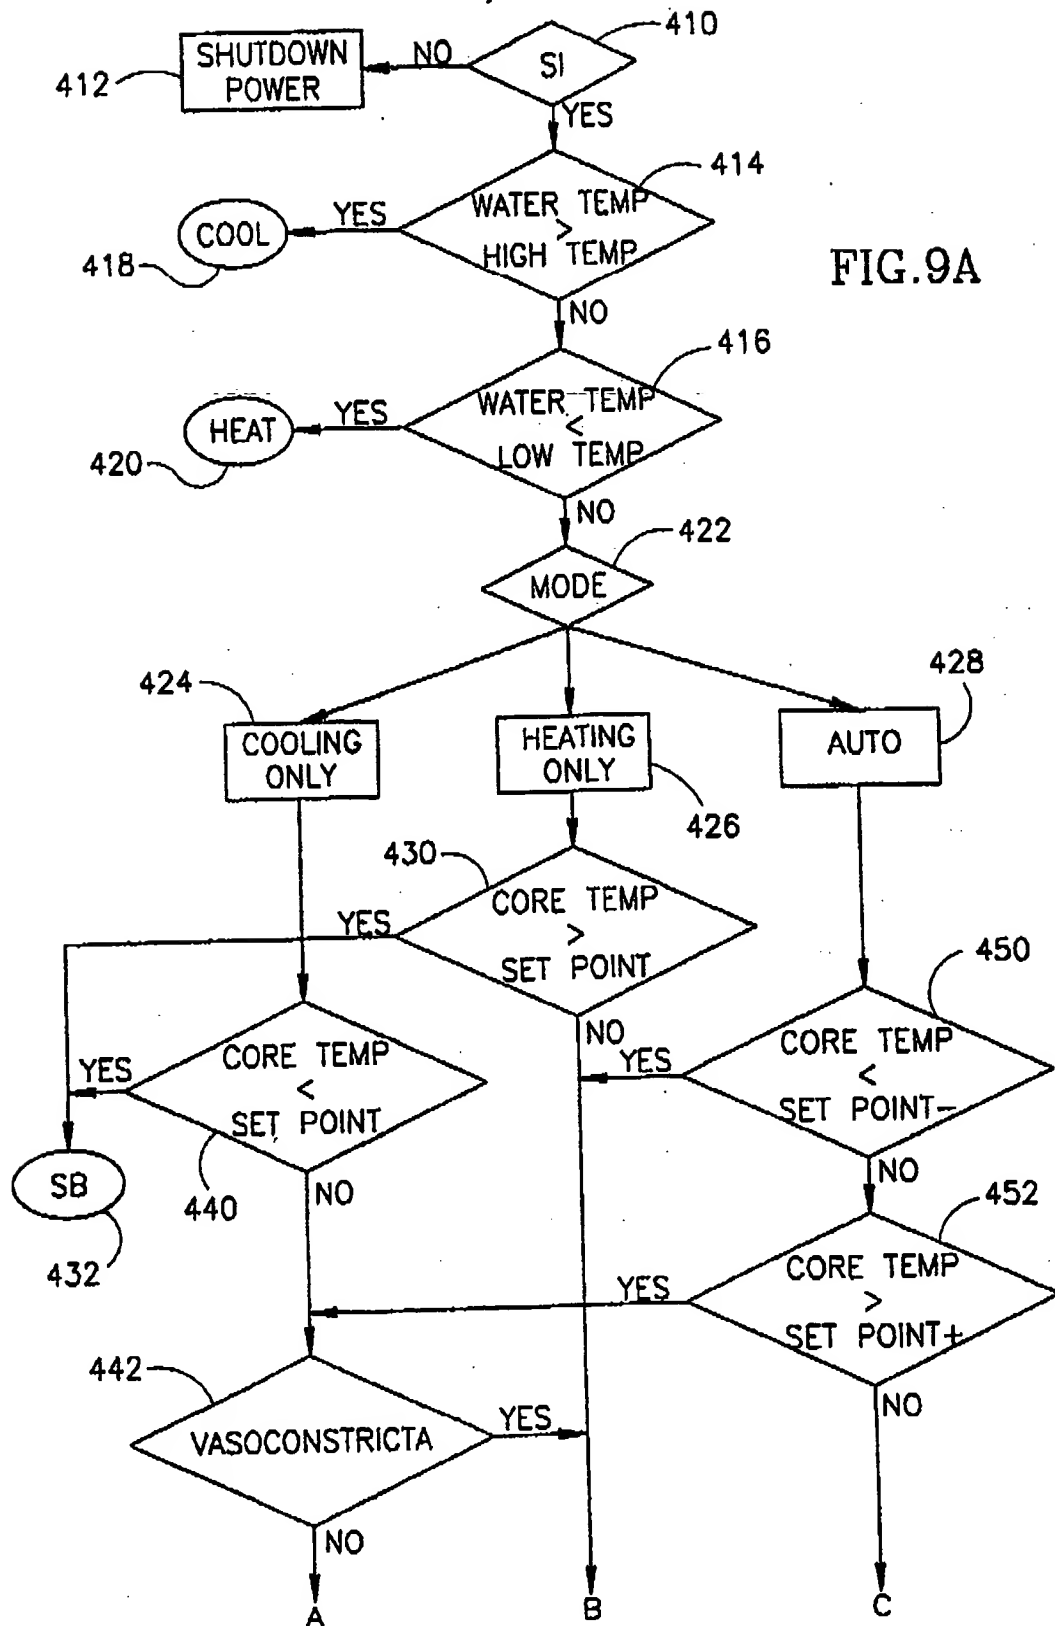 410
SHUTDOWN
POWER
NO
SI
412
YES
414
WATER TEMP
>
HIGH TEMP
YES
COOL
418
FIG.9A
NO
416
WATER TEMP
<
LOW TEMP
YES
HEAT
420
NO
422
MODE
424
428
COOLING
ONLY
HEATING
ONLY
AUTO
426
430
CORE TEMP
>
SET POINT
YES
450
NO
CORE TEMP
<
SET POINT
YES
CORE TEMP
<
SET POINT-
YES
SB
440
NO
NO
452
432
CORE TEMP
>
SET POINT+
YES
442
NO
VASOCONSTRICTA
YES
NO
A
B
C